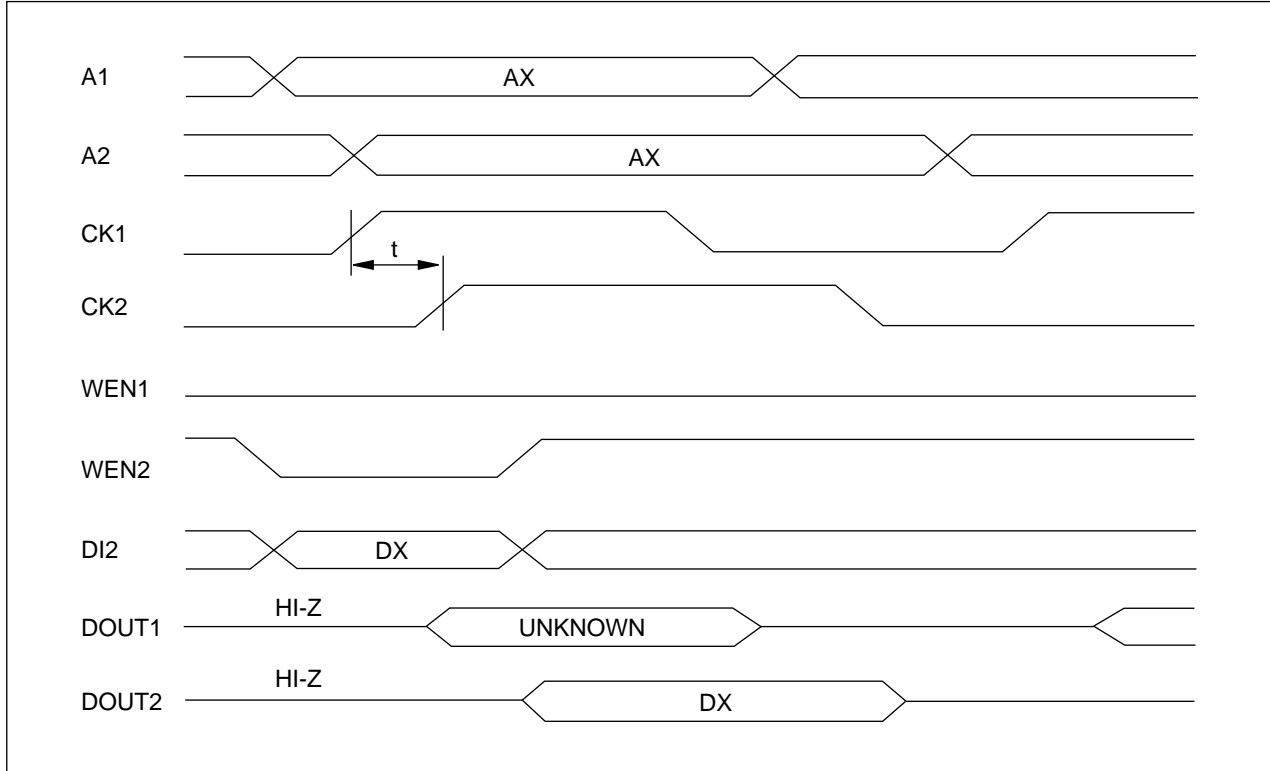 A1 AX
A2 AX
CK1
t
CK2
WEN1
WEN2
DI2 DX
HI-Z
DOUT1 UNKNOWN
HI-Z
DOUT2 DX